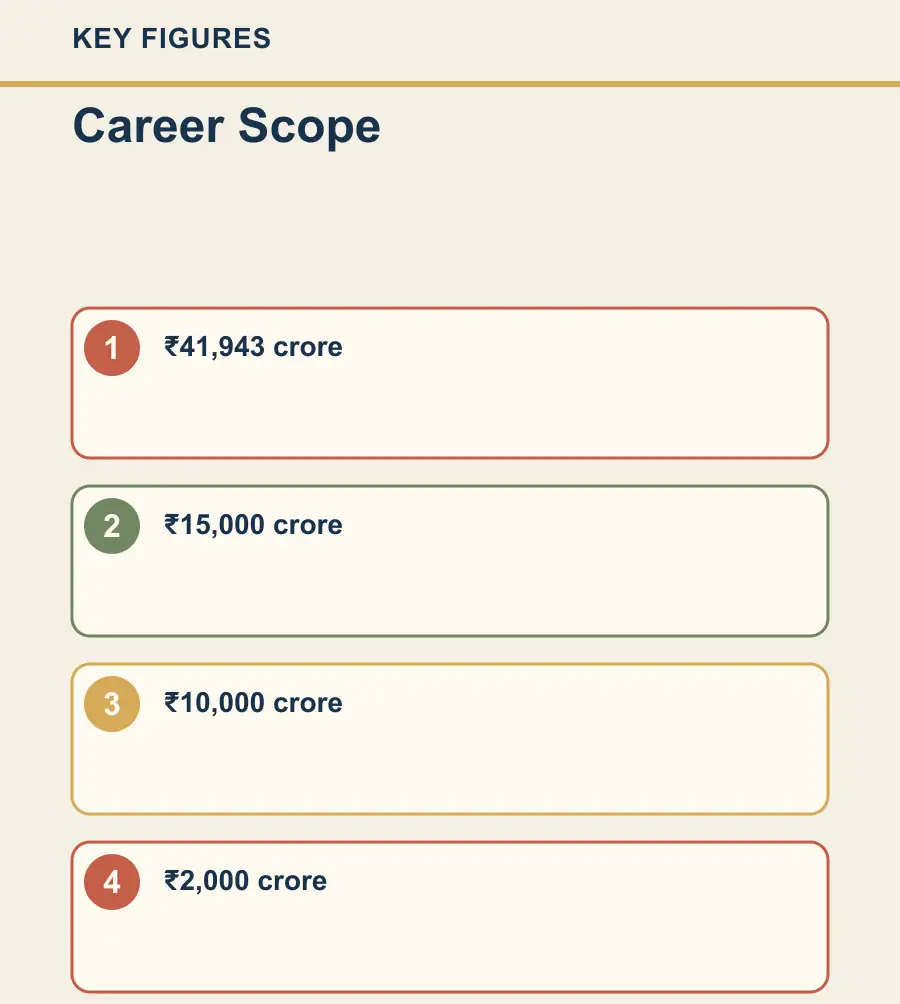 KEY FIGURES
Career Scope
1 ₹41,943 crore
2 ₹15,000 crore
3 ₹10,000 crore
4 ₹2,000 crore